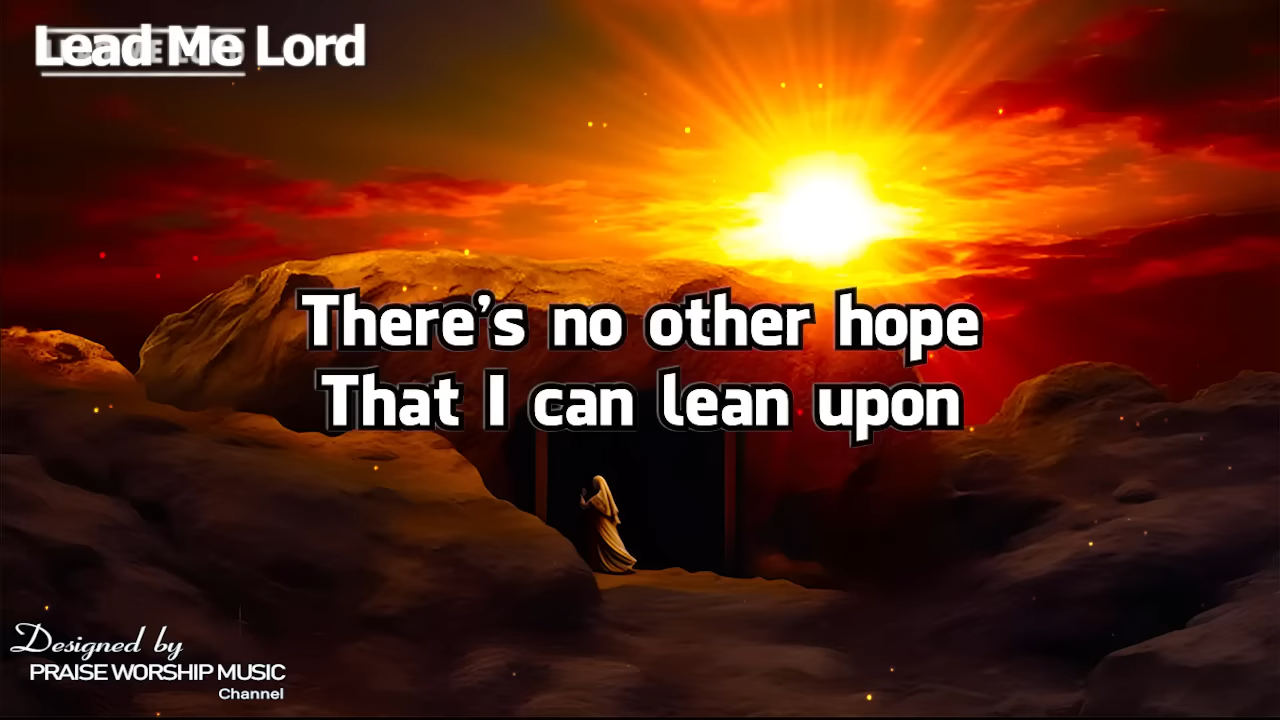 Lead Me Lord
There's no other hope
That I can lean upon
Designed by
PRAISE WORSHIP MUSIC
Channel